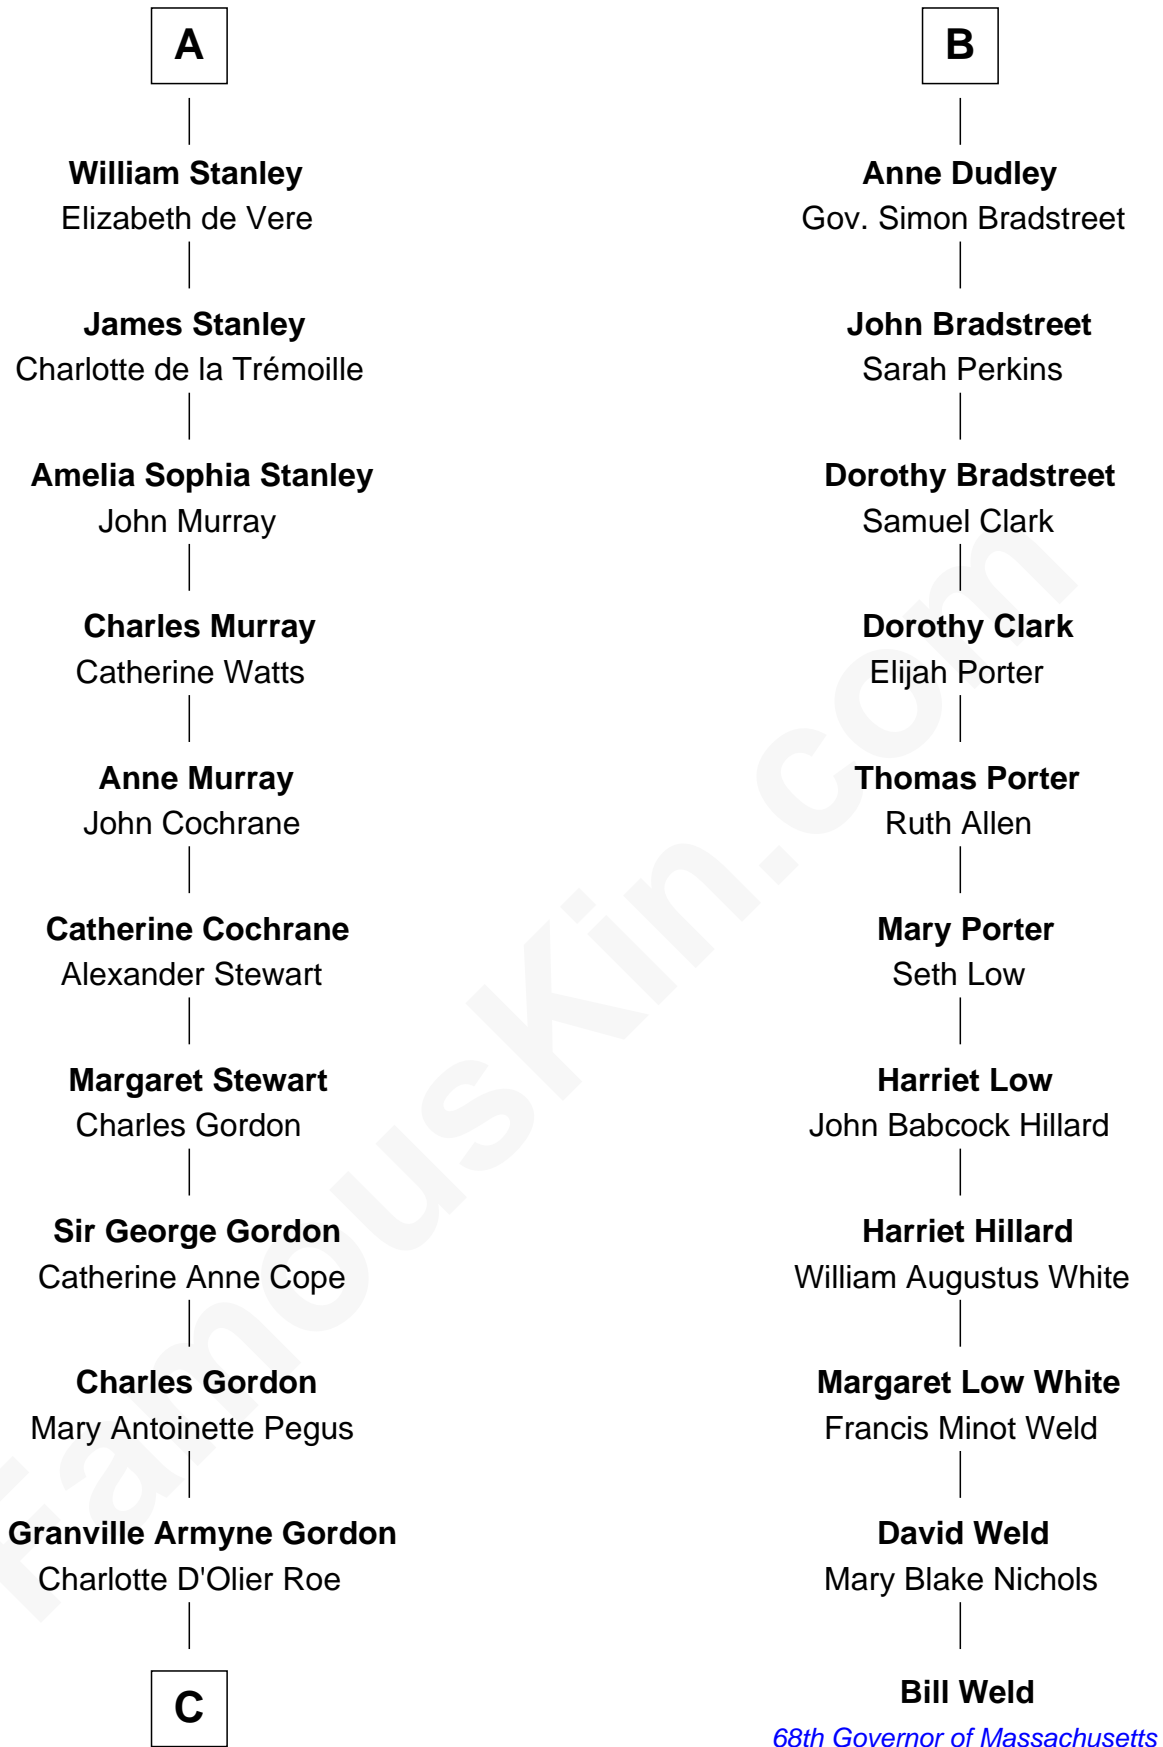 A
William Stanley
Elizabeth de Vere
James Stanley
Charlotte de la Trémoille
Amelia Sophia Stanley
John Murray
Charles Murray
Catherine Watts
Anne Murray
John Cochrane
Catherine Cochrane
Alexander Stewart
Margaret Stewart
Charles Gordon
Sir George Gordon
Catherine Anne Cope
Charles Gordon
Mary Antoinette Pegus
Granville Armyne Gordon
Charlotte D'Olier Roe
C
B
Anne Dudley
Gov. Simon Bradstreet
John Bradstreet
Sarah Perkins
Dorothy Bradstreet
Samuel Clark
Dorothy Clark
Elijah Porter
Thomas Porter
Ruth Allen
Mary Porter
Seth Low
Harriet Low
John Babcock Hillard
Harriet Hillard
William Augustus White
Margaret Low White
Francis Minot Weld
David Weld
Mary Blake Nichols
Bill Weld
68th Governor of Massachusetts
FamousKin.com